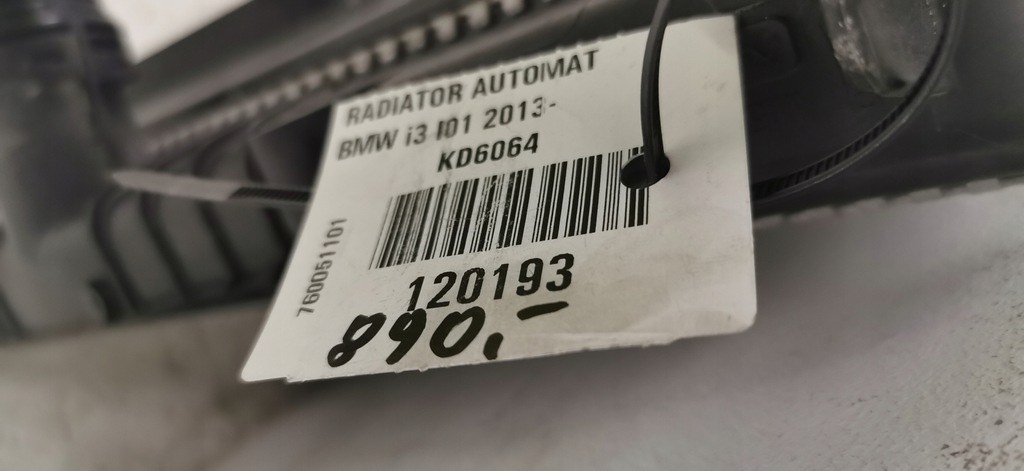 RADIATOR AUTOMAT
BMW i3 I01 2013-
KD6064
760051101
120193
890,-